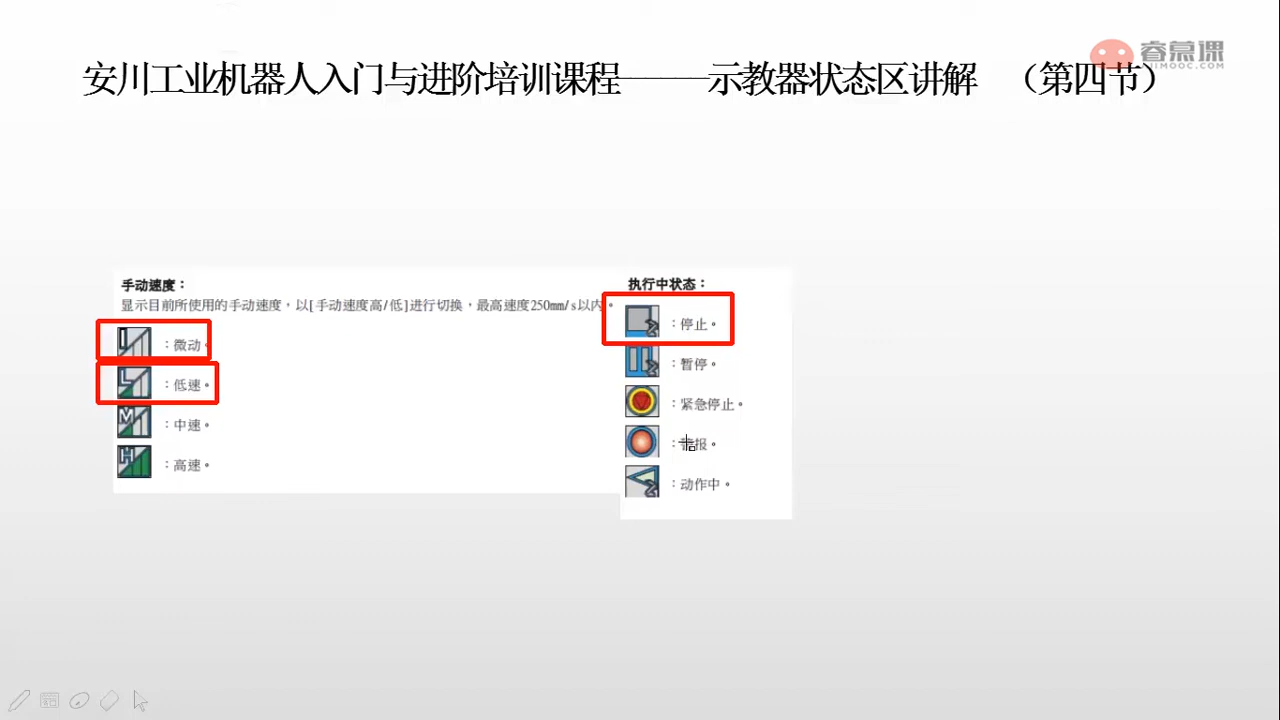 睿慕课
安川工业机器人入门与进阶培训课程———示教器状态区讲解 （第四节）
手动速度：
显示目前所使用的手动速度，以[手动速度高/低]进行切换，最高速度250mm/s以内。
：微动。
：低速。
M ：中速。
H ：高速。
执行中状态：
：停止。
：暂停。
：紧急停止。
：报。
：动作中。